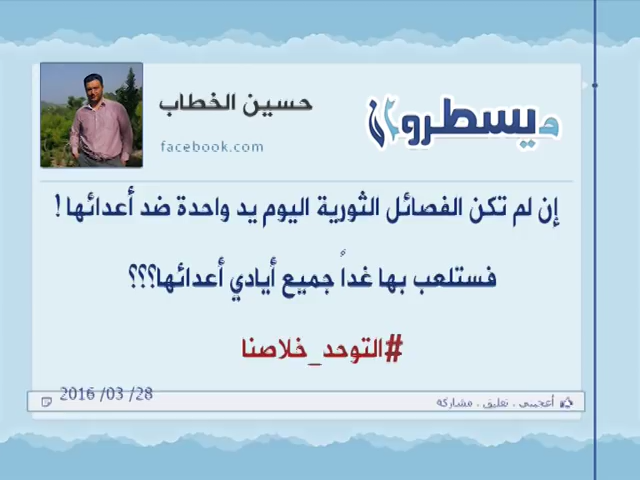 حسين الخطاب
يسطرون
facebook.com
إن لم تكن الفصائل الثورية اليوم يد واحدة ضد أعدائها !
فستلعب بها غداً جميع أيادي أعدائها؟؟؟
#التوحد_خلاصنا
28/ 03/ 2016
أعجبني . تعليق . مشاركة